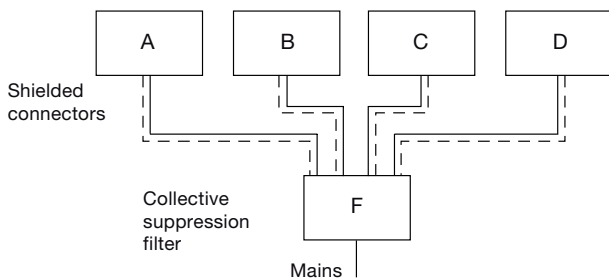 A
B
C
D
Shielded
connectors
F
Collective
suppression
filter
Mains